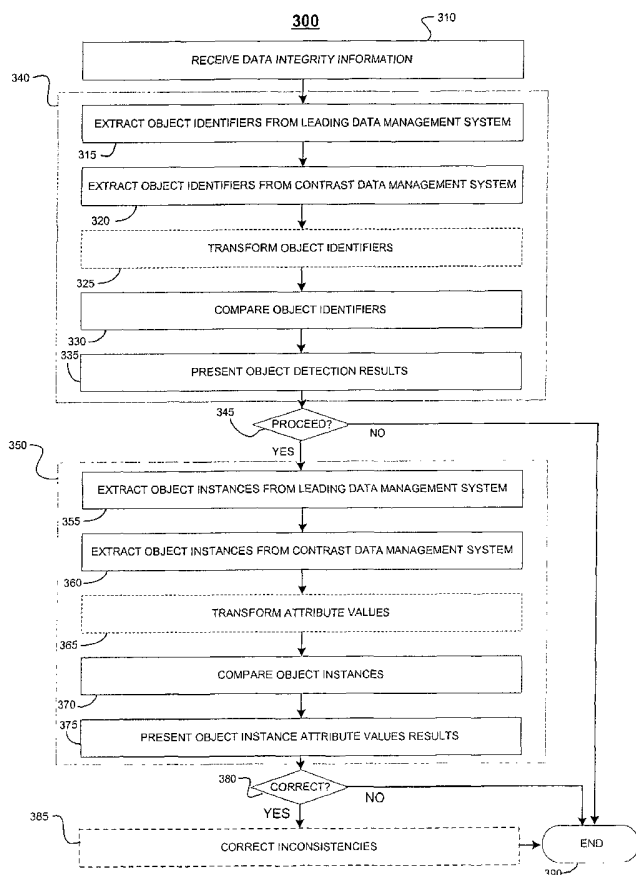 300
310
RECEIVE DATA INTEGRITY INFORMATION
340
EXTRACT OBJECT IDENTIFIERS FROM LEADING DATA MANAGEMENT SYSTEM
315
EXTRACT OBJECT IDENTIFIERS FROM CONTRAST DATA MANAGEMENT SYSTEM
320
TRANSFORM OBJECT IDENTIFIERS
325
COMPARE OBJECT IDENTIFIERS
330
335
PRESENT OBJECT DETECTION RESULTS
345
PROCEED?
NO
YES
350
EXTRACT OBJECT INSTANCES FROM LEADING DATA MANAGEMENT SYSTEM
355
EXTRACT OBJECT INSTANCES FROM CONTRAST DATA MANAGEMENT SYSTEM
360
TRANSFORM ATTRIBUTE VALUES
365
COMPARE OBJECT INSTANCES
370
375
PRESENT OBJECT INSTANCE ATTRIBUTE VALUES RESULTS
380
CORRECT?
NO
YES
385
CORRECT INCONSISTENCIES
END
390